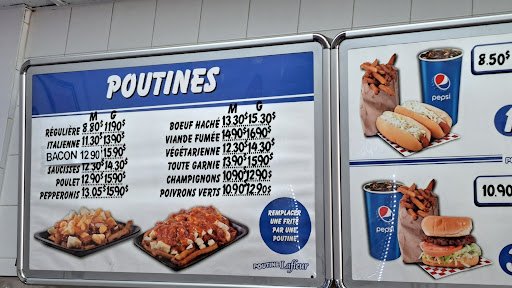 POUTINES
M G
RÉGULIÈRE 8.80$ 11.90$
ITALIENNE 11.30$ 13.90$
BACON 12.90$ 15.90$
SAUCISSES 12.30$ 14.30$
POULET 12.90$ 15.90$
PEPPERONIS 13.05$ 15.90$
M G
BOEUF HACHÉ 13.30$ 15.30$
VIANDE FUMÉE 14.90$ 16.90$
VÉGÉTARIENNE 12.30$ 14.30$
TOUTE GARNIE 13.90$ 15.90$
CHAMPIGNONS 10.90$ 12.90$
POIVRONS VERTS 10.90$ 12.90$
REMPLACER
UNE FRITE
PAR UNE
POUTINE
POUTINE Lafleur
8.50$
pepsi
10.90
pepsi